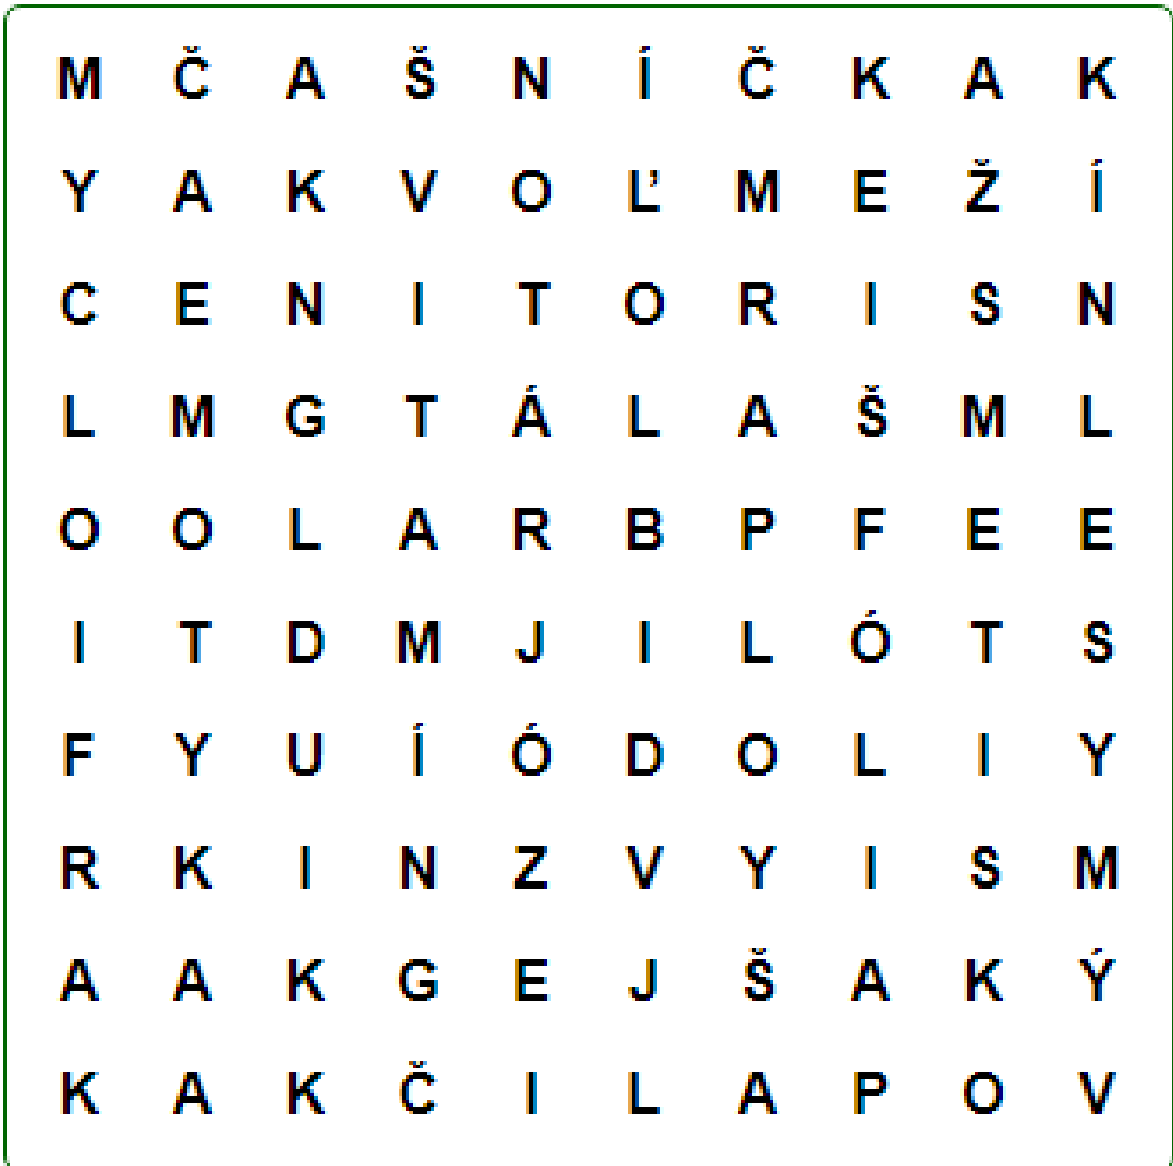 M Č A Š N Í Č K A K
Y A K V O Ľ M E Ž Í
C E N I T O R I S N
L M G T Á L A Š M L
O O L A R B P F E E
I T D M J I L Ó T S
F Y U Í Ó D O L I Y
R K I N Z V Y I S M
A A K G E J Š A K Ý
K A K Č I L A P O V